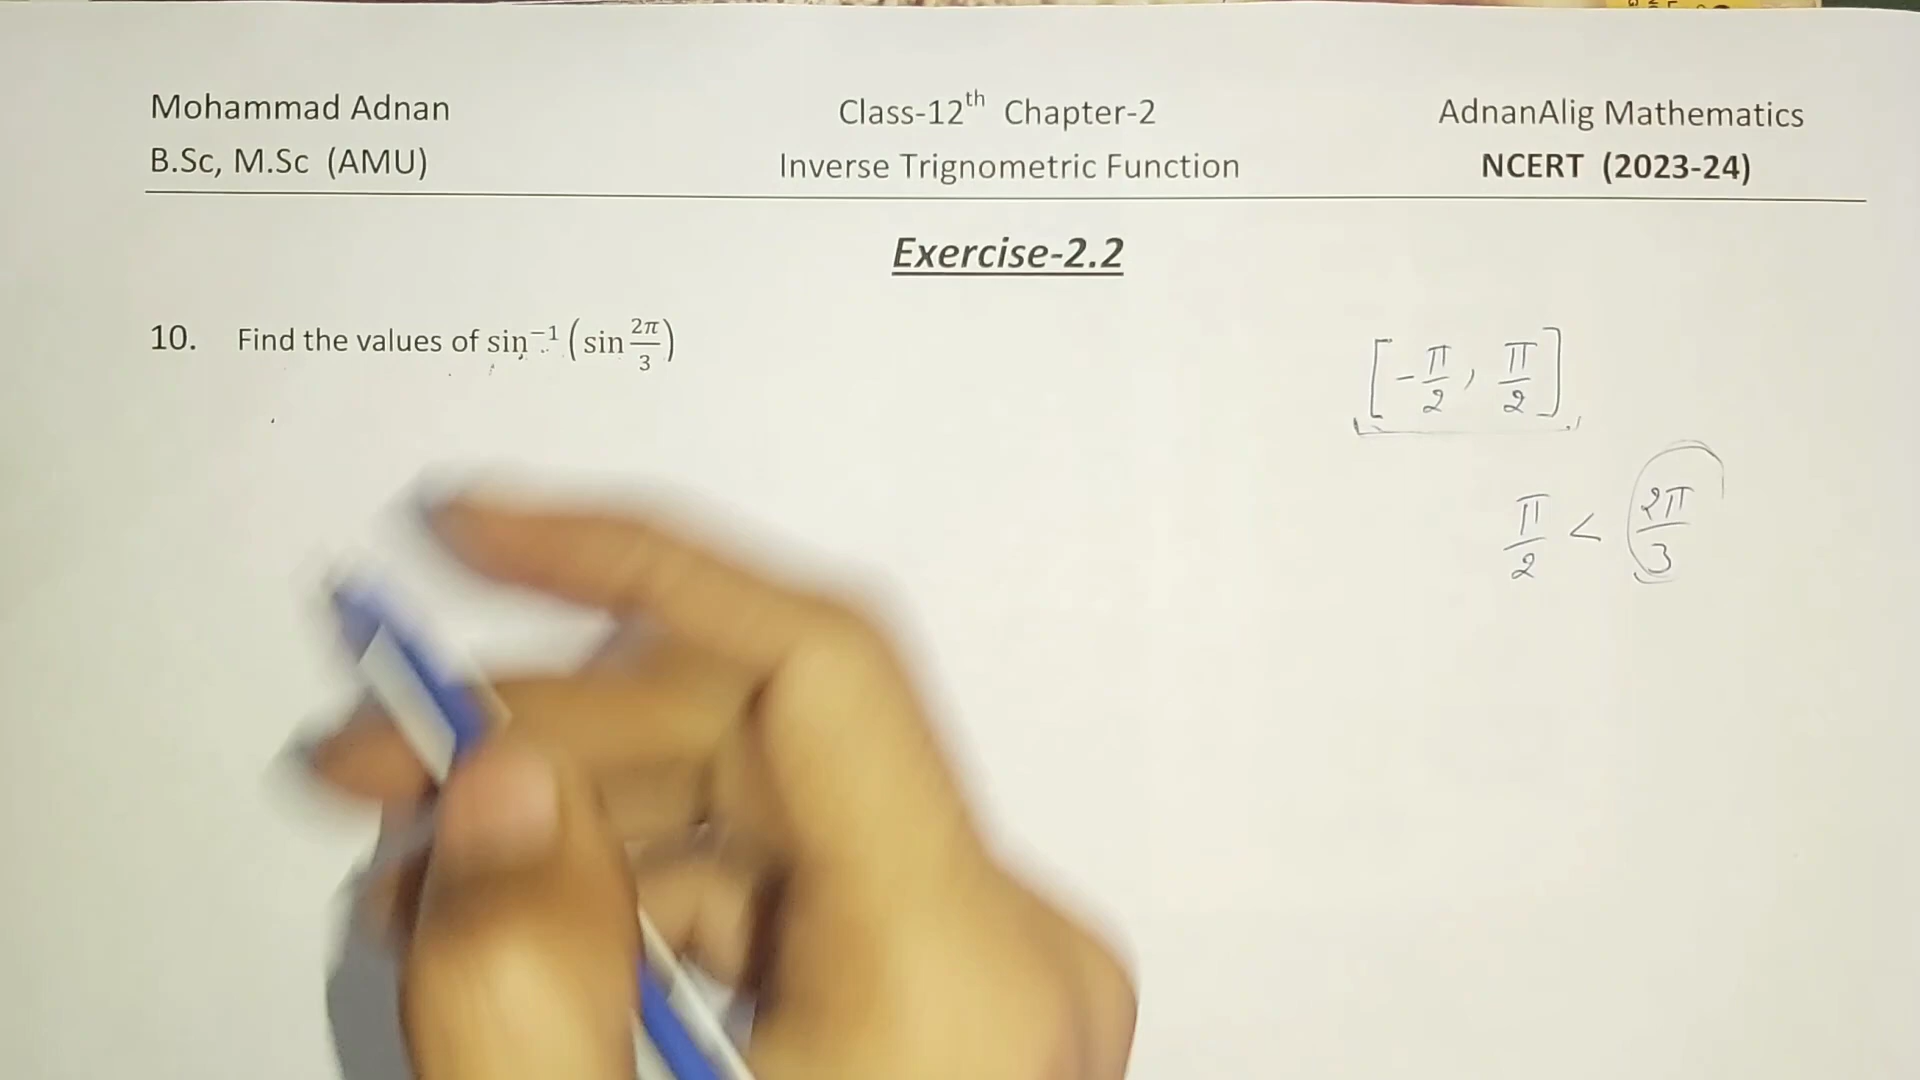 Mohammad Adnan
B.Sc, M.Sc (AMU)
Class-12th Chapter-2
Inverse Trignometric Function
AdnanAlig Mathematics
NCERT (2023-24)
Exercise-2.2
10. Find the values of sin⁻¹ (sin 2π/3)
[-π/2, π/2]
π/2 < 2π/3